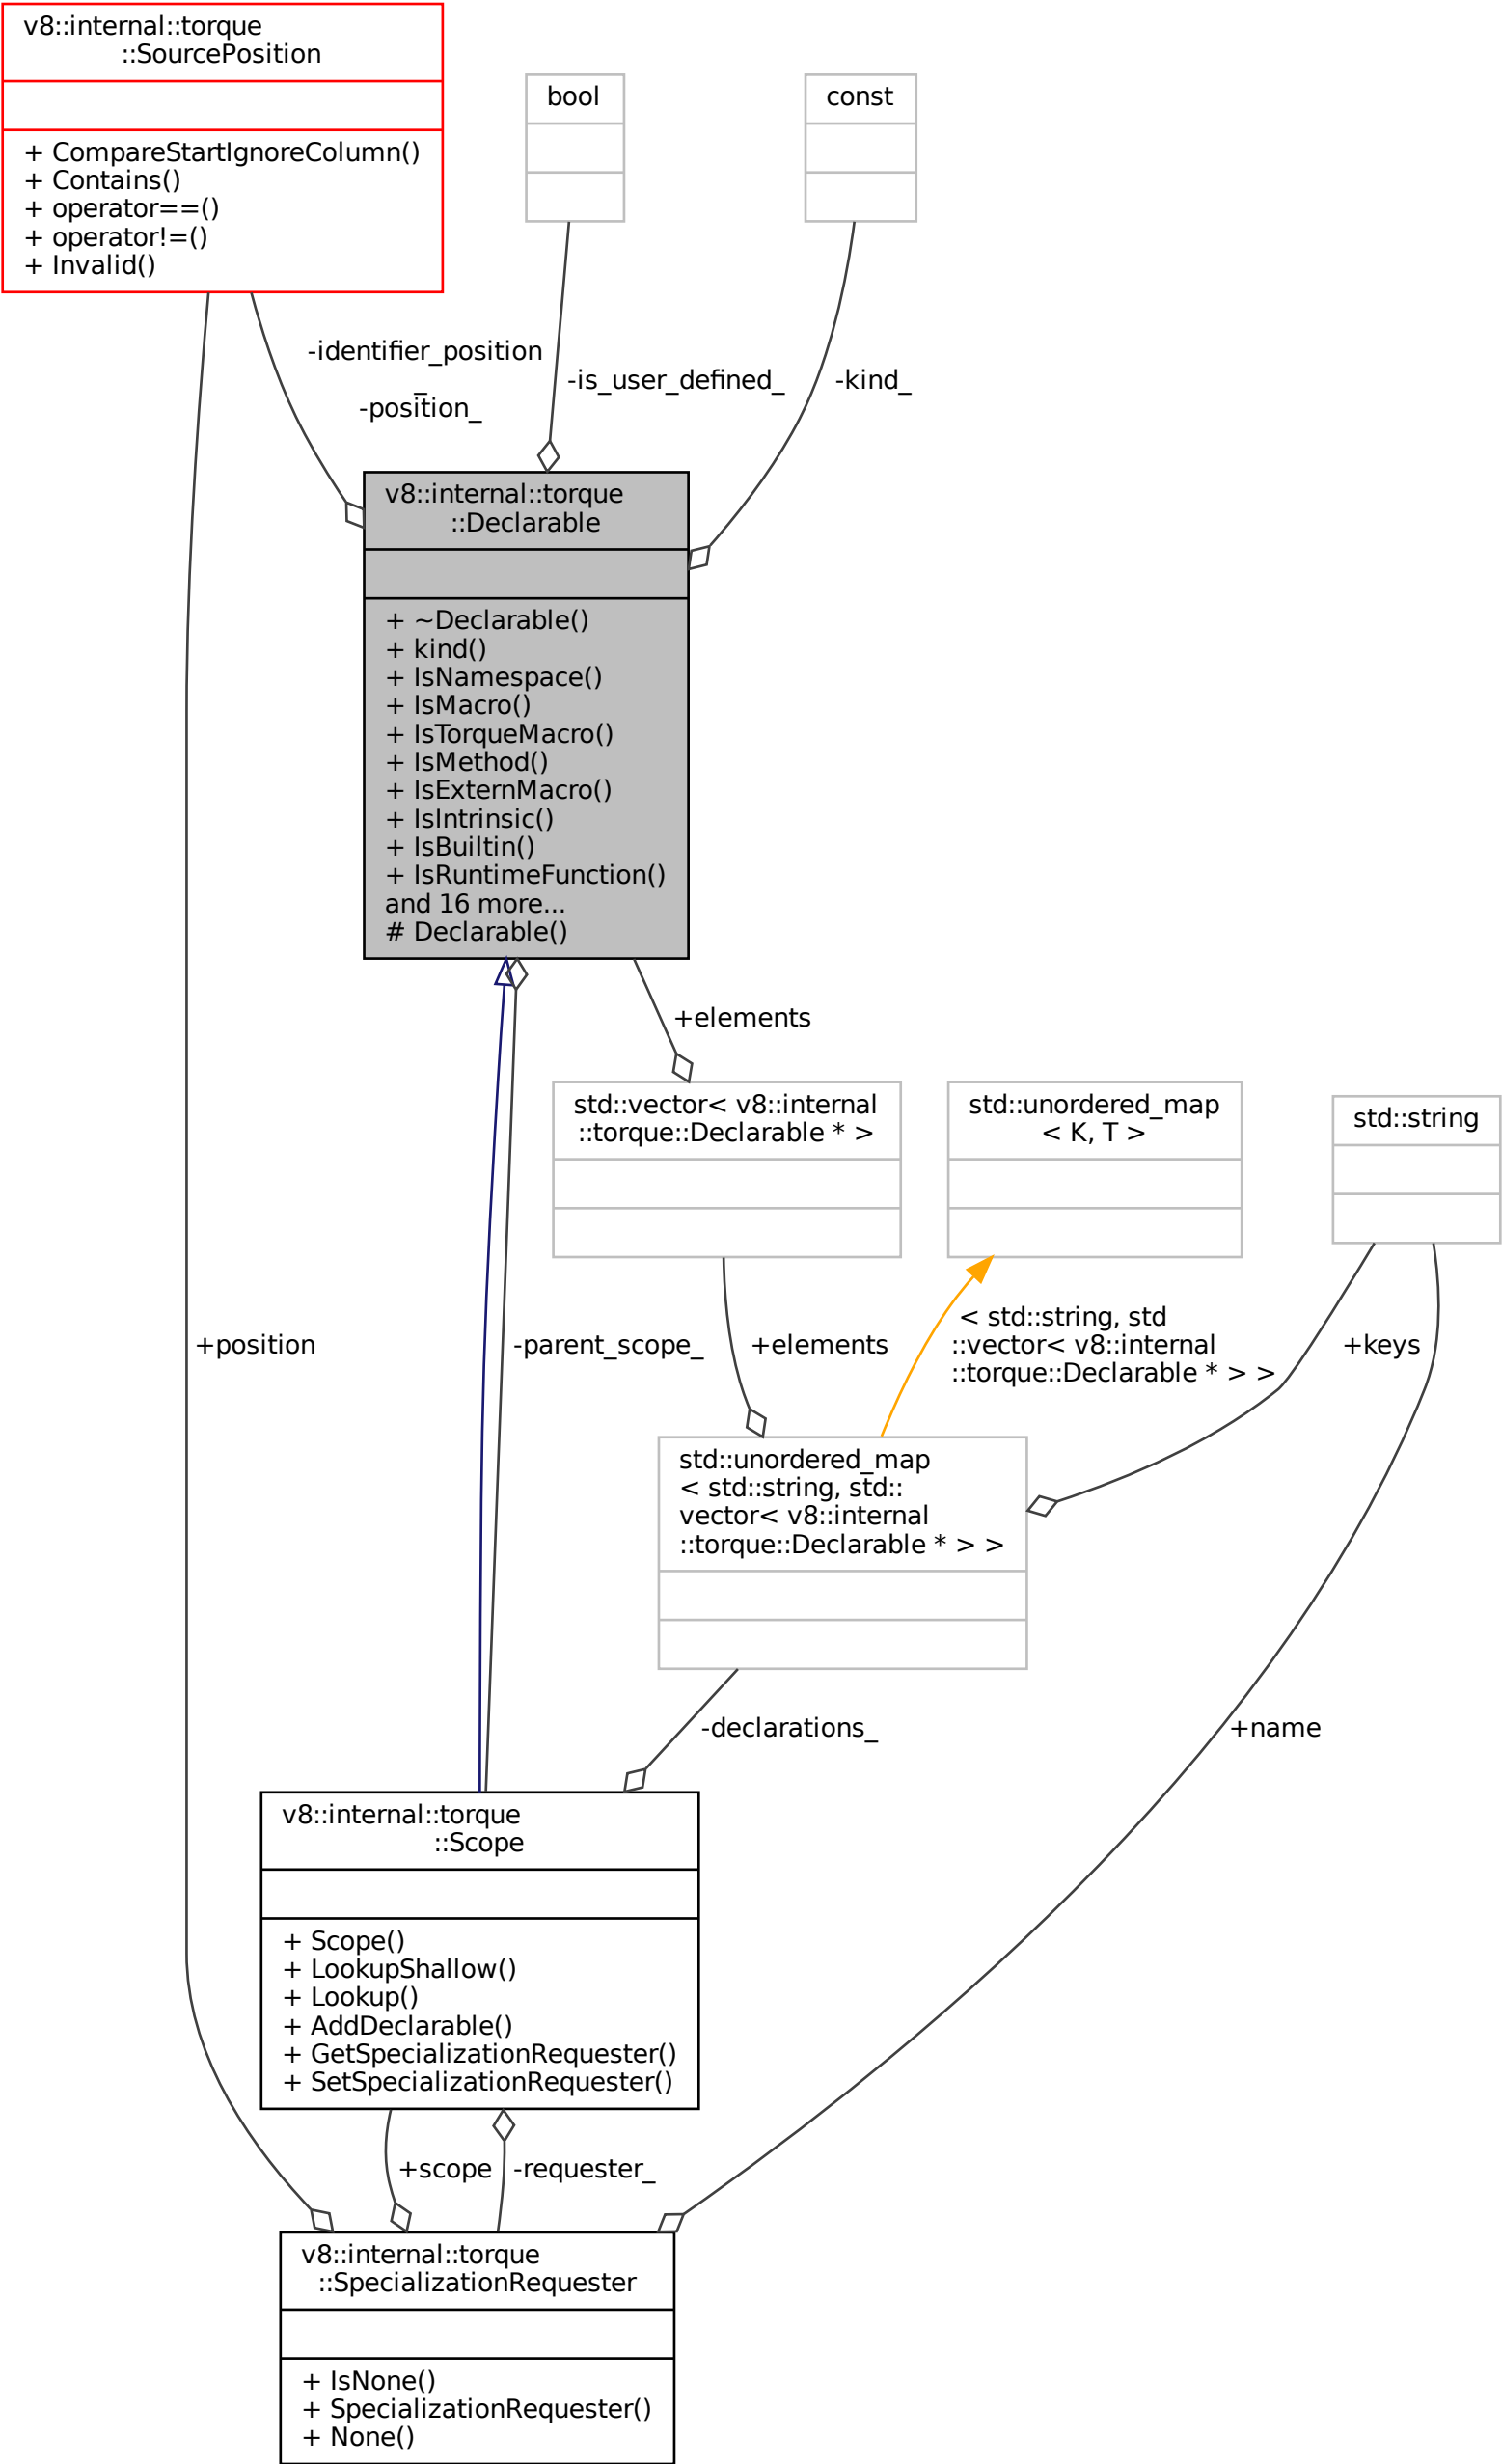 v8::internal::torque
::SourcePosition
+ CompareStartIgnoreColumn()
+ Contains()
+ operator==()
+ operator!=()
+ Invalid()
bool
const
-identifier_position
_
-position_
-is_user_defined_
-kind_
v8::internal::torque
::Declarable
+ ~Declarable()
+ kind()
+ IsNamespace()
+ IsMacro()
+ IsTorqueMacro()
+ IsMethod()
+ IsExternMacro()
+ IsIntrinsic()
+ IsBuiltin()
+ IsRuntimeFunction()
and 16 more...
# Declarable()
+elements
std::vector< v8::internal
::torque::Declarable * >
std::unordered_map
< K, T >
std::string
+position
-parent_scope_
+elements
< std::string, std
::vector< v8::internal
::torque::Declarable * > >
+keys
std::unordered_map
< std::string, std::
vector< v8::internal
::torque::Declarable * > >
-declarations_
+name
v8::internal::torque
::Scope
+ Scope()
+ LookupShallow()
+ Lookup()
+ AddDeclarable()
+ GetSpecializationRequester()
+ SetSpecializationRequester()
+scope
-requester_
v8::internal::torque
::SpecializationRequester
+ IsNone()
+ SpecializationRequester()
+ None()